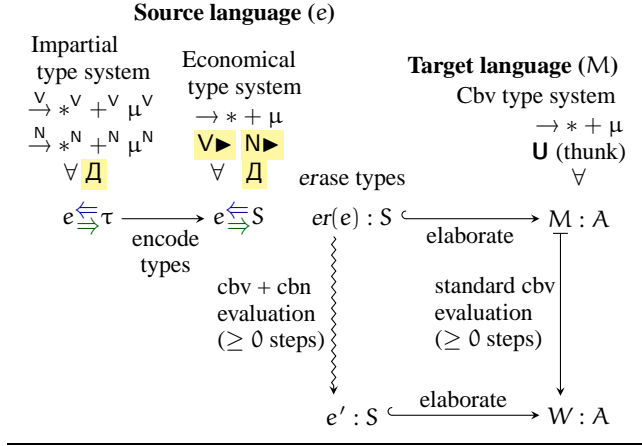 Source language (e)
Impartial
type system
→ⱽ *ⱽ +ⱽ μⱽ
→ᴺ *ᴺ +ᴺ μᴺ
∀ Д
Economical
type system
→ * + μ
V▶ N▶
∀ Д
Target language (M)
Cbv type system
→ * + μ
U (thunk)
∀
erase types
e ⇐⇒ τ
encode
types
e ⇐⇒ S
er(e) : S
elaborate
M : A
cbv + cbn
evaluation
(≥ 0 steps)
standard cbv
evaluation
(≥ 0 steps)
e′ : S
elaborate
W : A